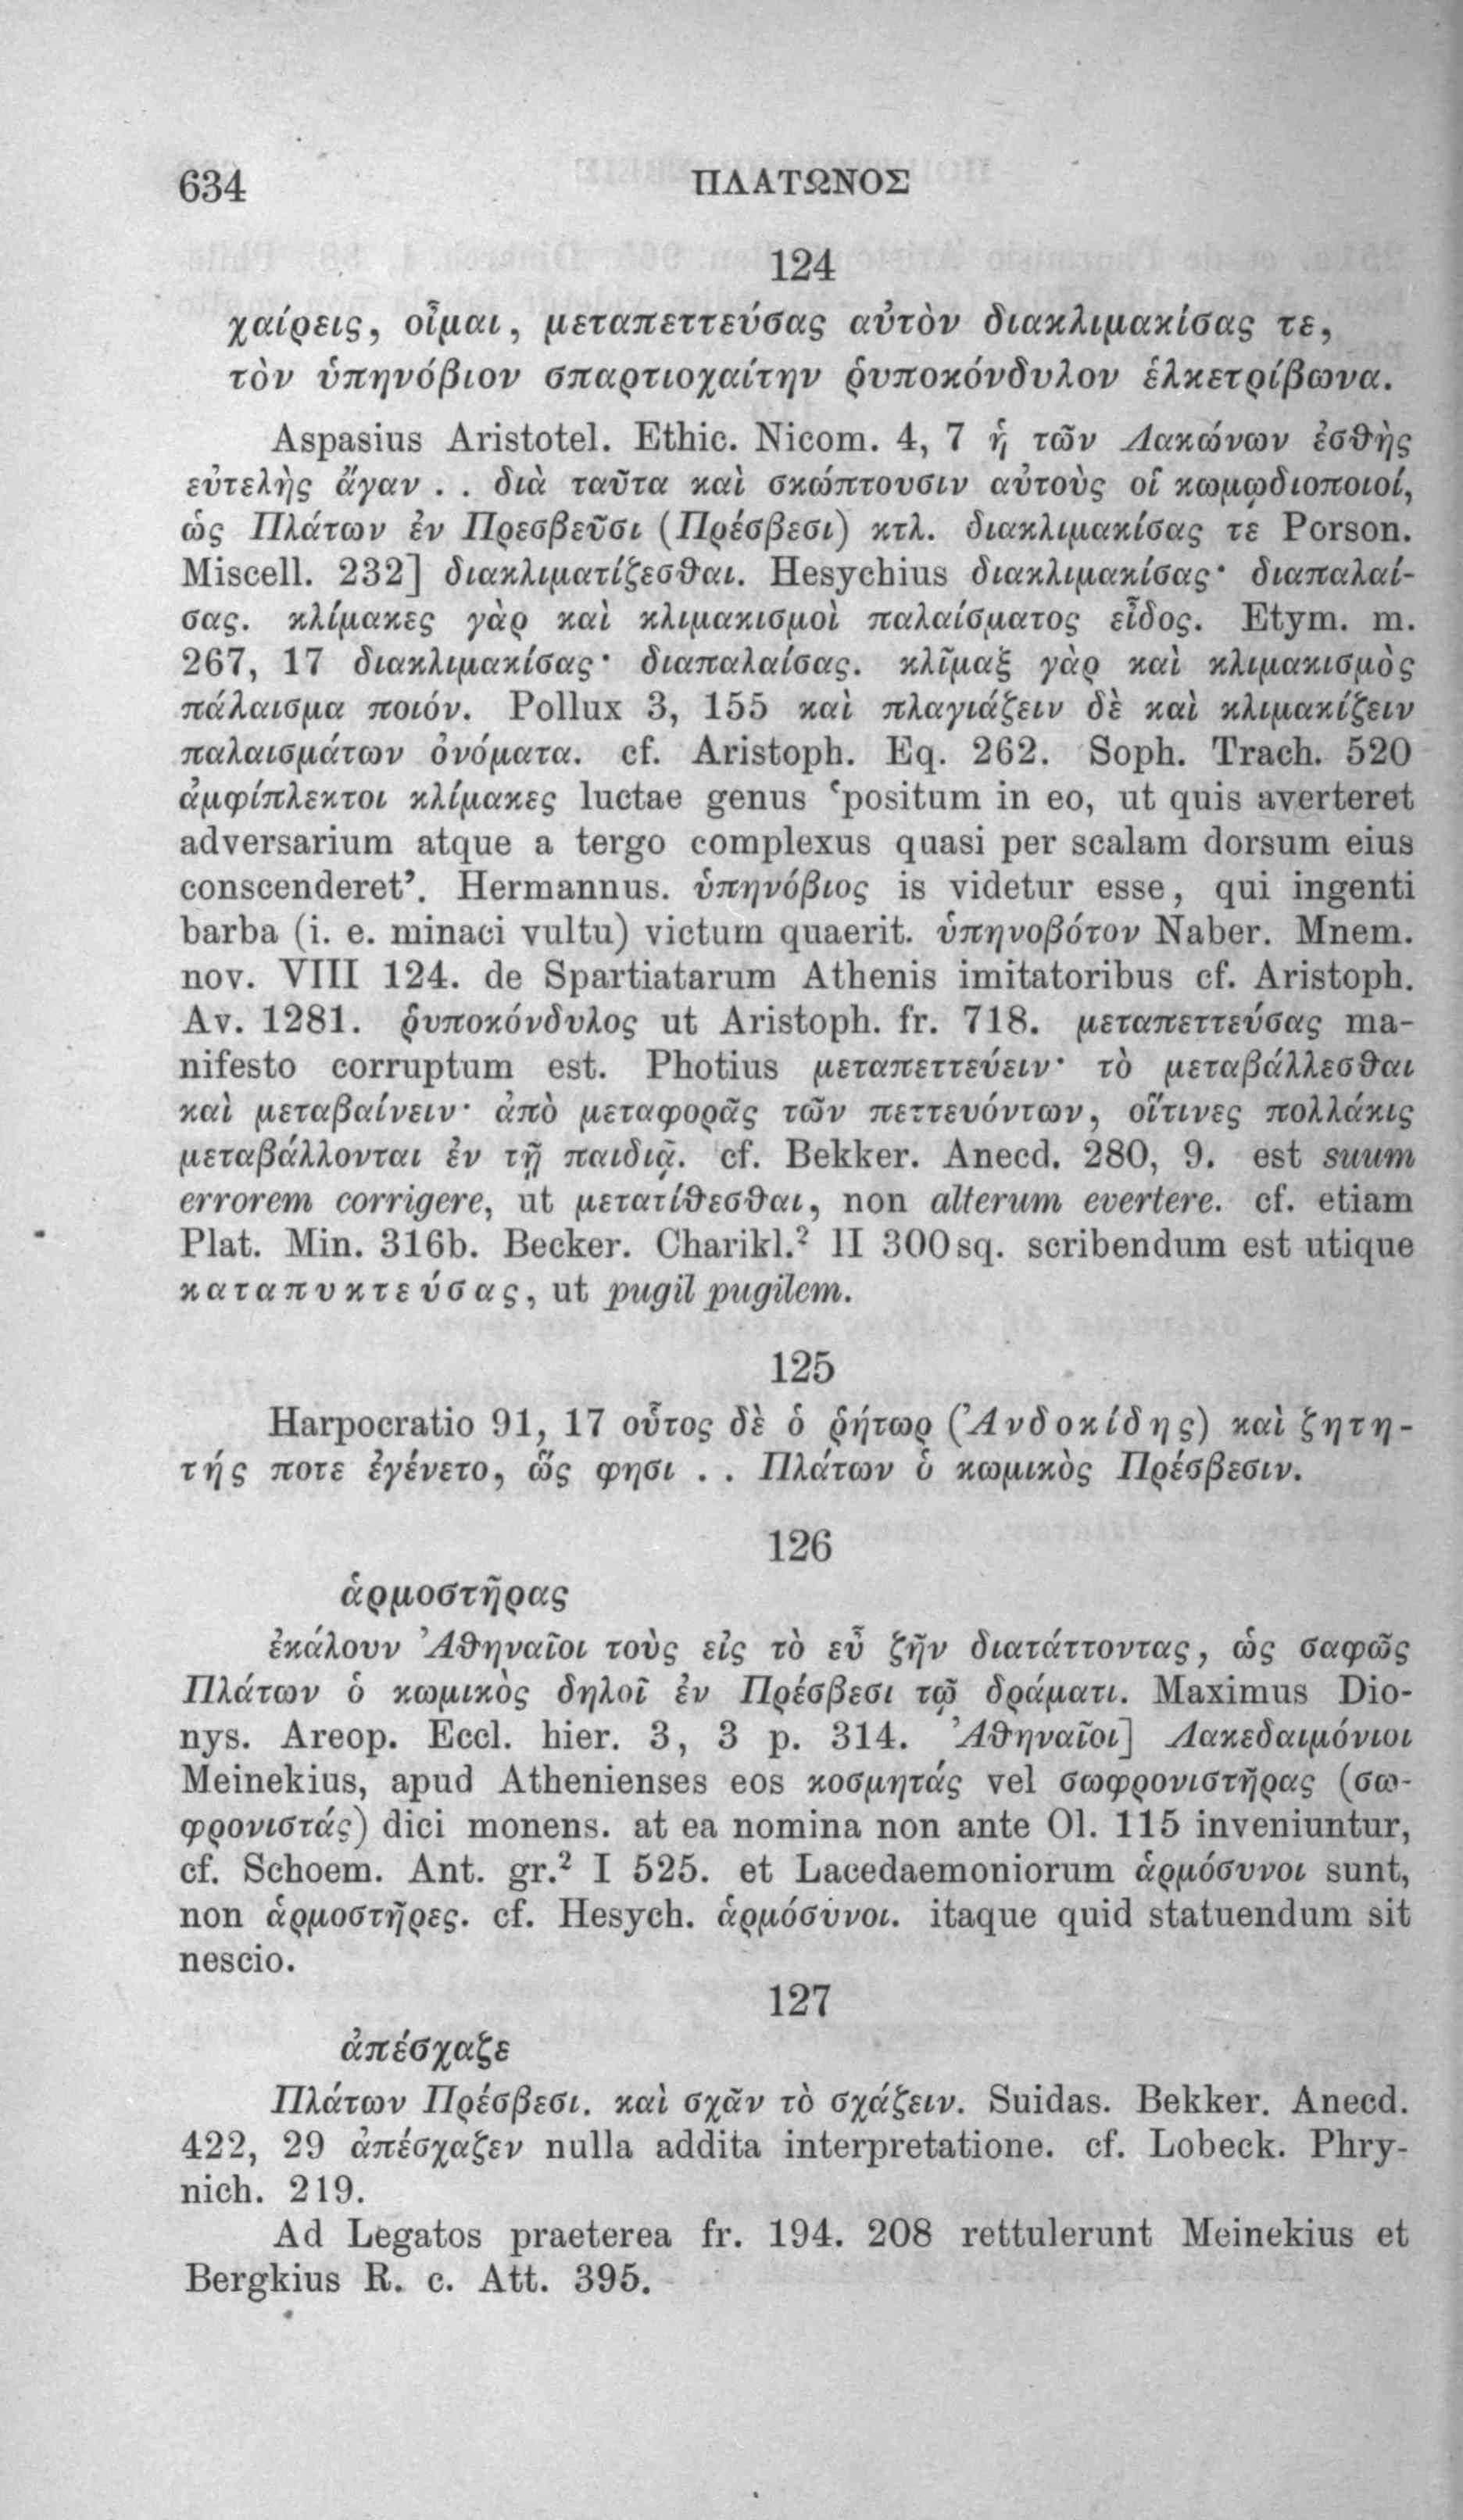 634 ΠΛΑΤΩΝΟΣ
124
χαίρεις, οἶμαι, μεταπεττεύσας αὐτὸν διακλιμακίσας τε,
τὸν ὑπηνόβιον σπαρτιοχαίτην ῥυποκόνδυλον ἑλκετρίβωνα.
Aspasius Aristotel. Ethic. Nicom. 4, 7 ἡ τῶν Λακώνων ἐσθὴς
εὐτελὴς ἄγαν . . διὰ ταῦτα καὶ σκώπτουσιν αὐτοὺς οἱ κωμῳδιοποιοί,
ὡς Πλάτων ἐν Πρεσβεῦσι (Πρέσβεσι) κτλ. διακλιμακίσας τε Porson.
Miscell. 232] διακλιματίζεσθαι. Hesychius διακλιμακίσας· διαπαλαί-
σας. κλίμακες γὰρ καὶ κλιμακισμοὶ παλαίσματος εἶδος. Etym. m.
267, 17 διακλιμακίσας· διαπαλαίσας. κλῖμαξ γὰρ καὶ κλιμακισμὸς
πάλαισμα ποιόν. Pollux 3, 155 καὶ πλαγιάζειν δὲ καὶ κλιμακίζειν
παλαισμάτων ὀνόματα. cf. Aristoph. Eq. 262. Soph. Trach. 520
ἀμφίπλεκτοι κλίμακες luctae genus ‘positum in eo, ut quis averteret
adversarium atque a tergo complexus quasi per scalam dorsum eius
conscenderet’. Hermannus. ὑπηνόβιος is videtur esse, qui ingenti
barba (i. e. minaci vultu) victum quaerit. ὑπηνοβότον Naber. Mnem.
nov. VIII 124. de Spartiatarum Athenis imitatoribus cf. Aristoph.
Av. 1281. ῥυποκόνδυλος ut Aristoph. fr. 718. μεταπεττεύσας ma-
nifesto corruptum est. Photius μεταπεττεύειν· τὸ μεταβάλλεσθαι
καὶ μεταβαίνειν· ἀπὸ μεταφορᾶς τῶν πεττευόντων, οἵτινες πολλάκις
μεταβάλλονται ἐν τῇ παιδιᾷ. cf. Bekker. Anecd. 280, 9. est suum
errorem corrigere, ut μετατίθεσθαι, non alterum evertere. cf. etiam
Plat. Min. 316b. Becker. Charikl.² II 300 sq. scribendum est utique
καταπυκτεύσας, ut pugil pugilem.
125
Harpocratio 91, 17 οὗτος δὲ ὁ ῥήτωρ (Ἀνδοκίδης) καὶ ζητη-
τής ποτε ἐγένετο, ὥς φησι . . Πλάτων ὁ κωμικὸς Πρέσβεσιν.
126
ἁρμοστῆρας
ἐκάλουν Ἀθηναῖοι τοὺς εἰς τὸ εὖ ζῆν διατάττοντας, ὡς σαφῶς
Πλάτων ὁ κωμικὸς δηλοῖ ἐν Πρέσβεσι τῷ δράματι. Maximus Dio-
nys. Areop. Eccl. hier. 3, 3 p. 314. Ἀθηναῖοι] Λακεδαιμόνιοι
Meinekius, apud Athenienses eos κοσμητάς vel σωφρονιστῆρας (σω-
φρονιστάς) dici monens. at ea nomina non ante Ol. 115 inveniuntur,
cf. Schoem. Ant. gr.² I 525. et Lacedaemoniorum ἁρμόσυνοι sunt,
non ἁρμοστῆρες. cf. Hesych. ἁρμόσυνοι. itaque quid statuendum sit
nescio.
127
ἀπέσχαζε
Πλάτων Πρέσβεσι. καὶ σχᾶν τὸ σχάζειν. Suidas. Bekker. Anecd.
422, 29 ἀπέσχαζεν nulla addita interpretatione. cf. Lobeck. Phry-
nich. 219.
Ad Legatos praeterea fr. 194. 208 rettulerunt Meinekius et
Bergkius R. c. Att. 395.